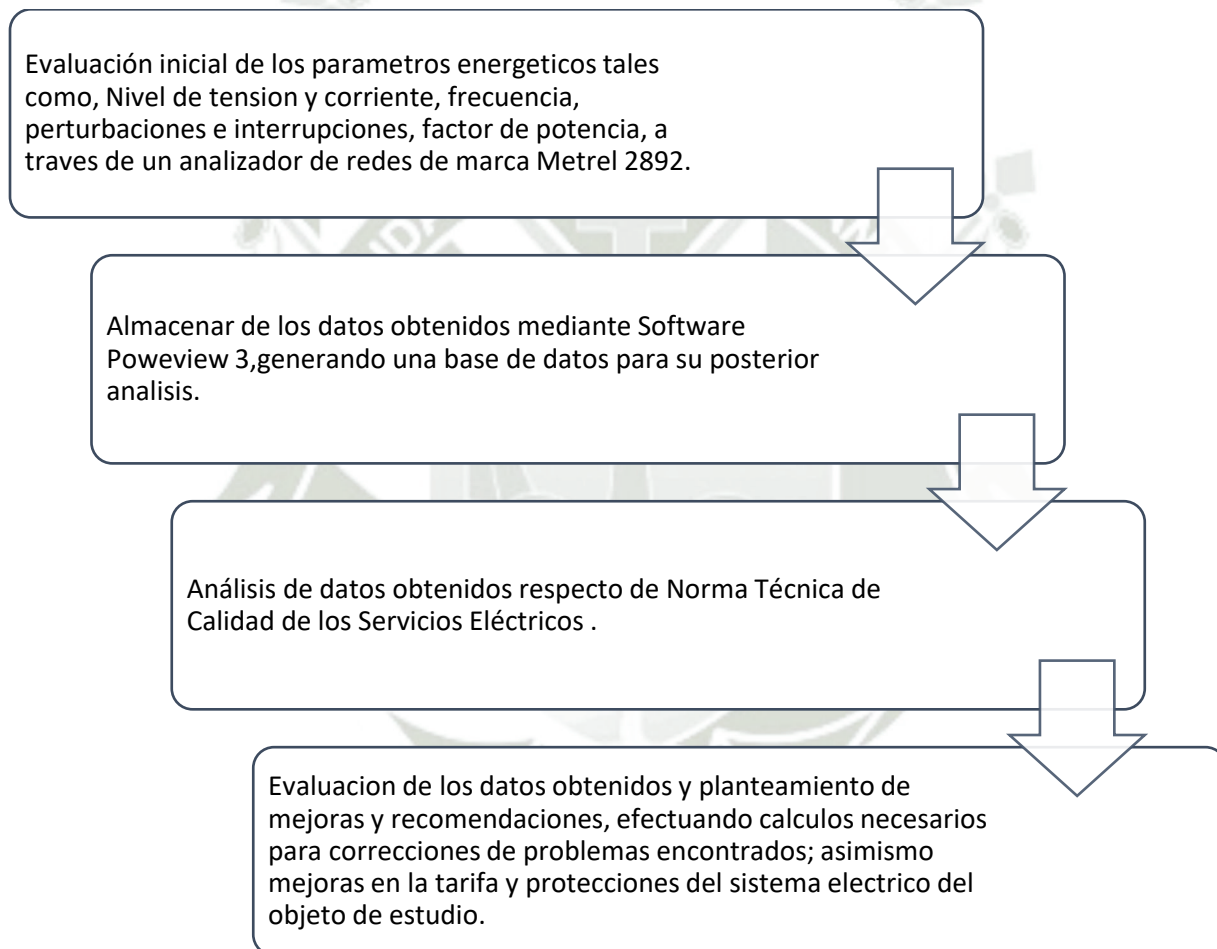 Evaluación inicial de los parametros energeticos tales
como, Nivel de tension y corriente, frecuencia,
perturbaciones e interrupciones, factor de potencia, a
traves de un analizador de redes de marca Metrel 2892.
Almacenar de los datos obtenidos mediante Software
Poweview 3,generando una base de datos para su posterior
analisis.
Análisis de datos obtenidos respecto de Norma Técnica de
Calidad de los Servicios Eléctricos .
Evaluacion de los datos obtenidos y planteamiento de
mejoras y recomendaciones, efectuando calculos necesarios
para correcciones de problemas encontrados; asimismo
mejoras en la tarifa y protecciones del sistema electrico del
objeto de estudio.